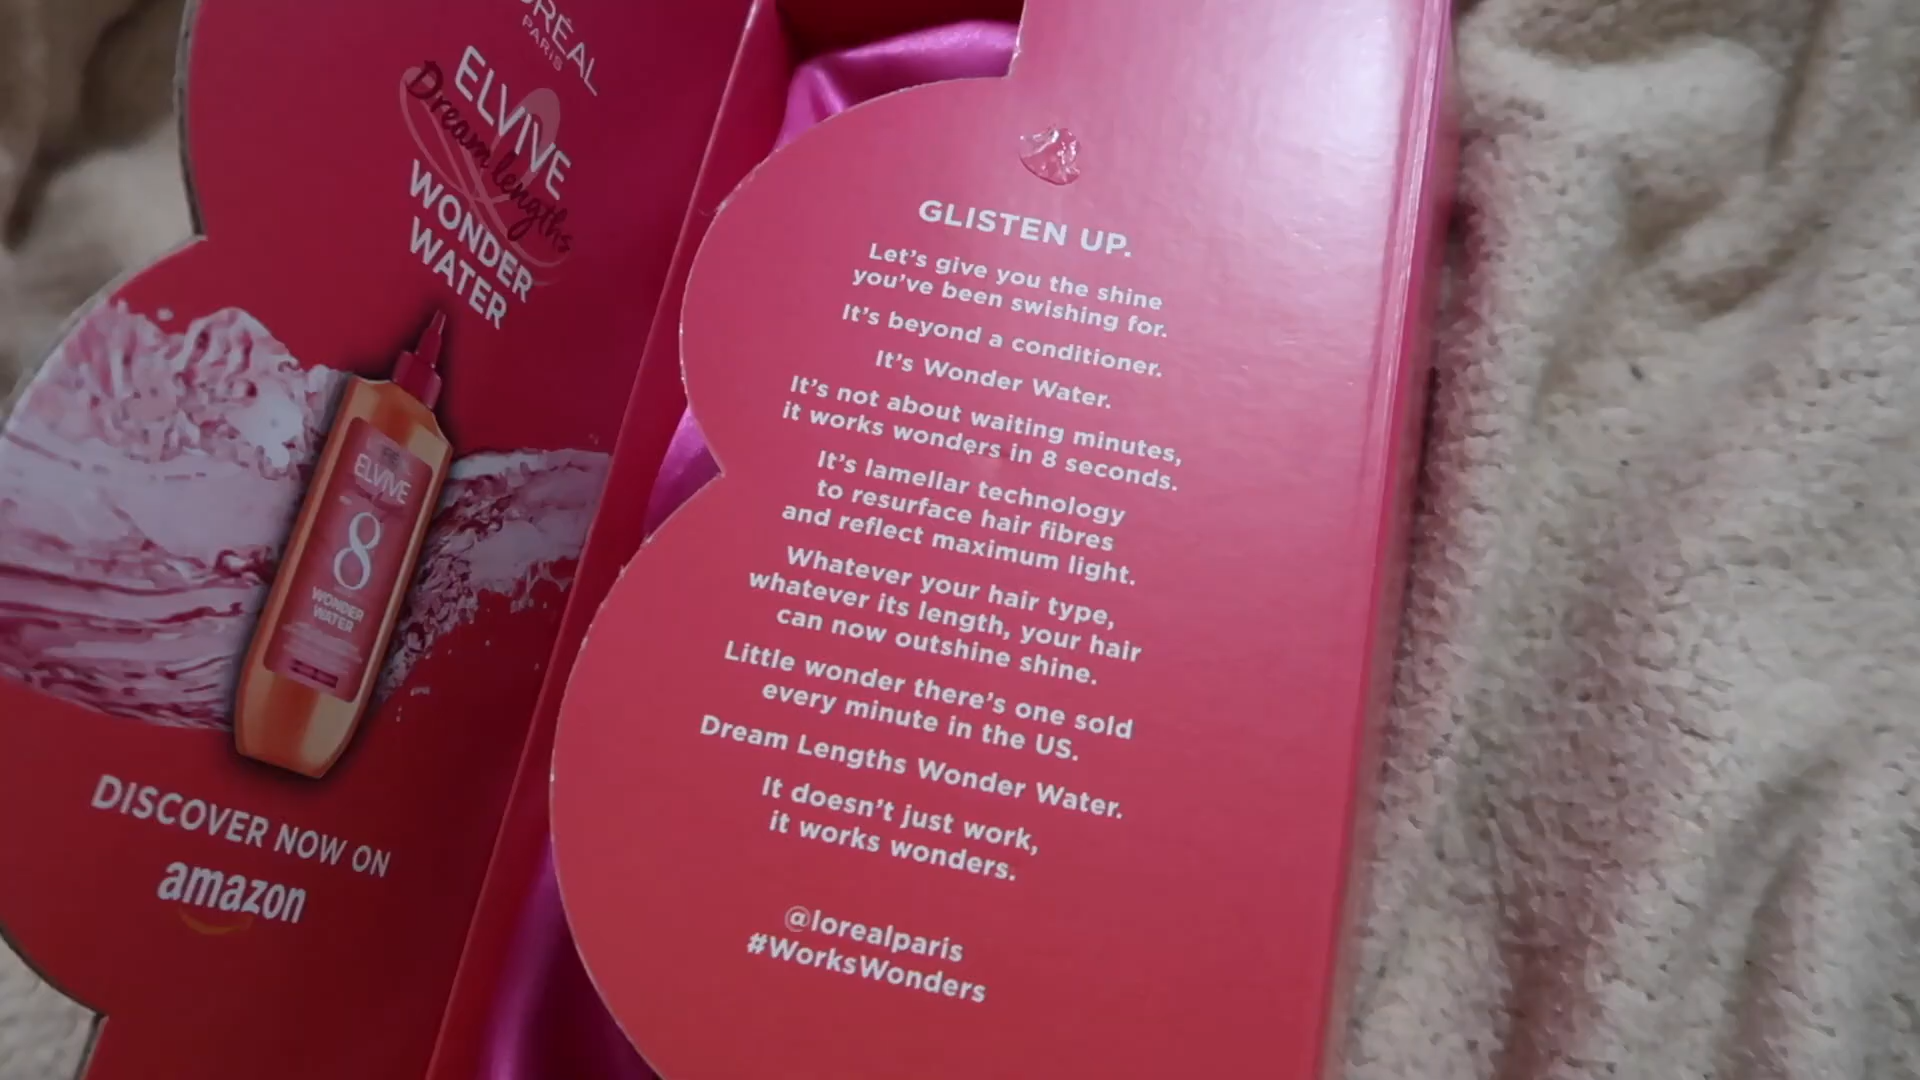 PARIS
ELVIVE
Dream lengths
WONDER
WATER
ELVIVE
8
WONDER
WATER
DISCOVER NOW ON
amazon
GLISTEN UP.
Let's give you the shine
you've been swishing for.
It's beyond a conditioner.
It's Wonder Water.
It's not about waiting minutes,
it works wonders in 8 seconds.
It's lamellar technology
to resurface hair fibres
and reflect maximum light.
Whatever your hair type,
whatever its length, your hair
can now outshine shine.
Little wonder there's one sold
every minute in the US.
Dream Lengths Wonder Water.
It doesn't just work,
it works wonders.
@lorealparis
#WorksWonders